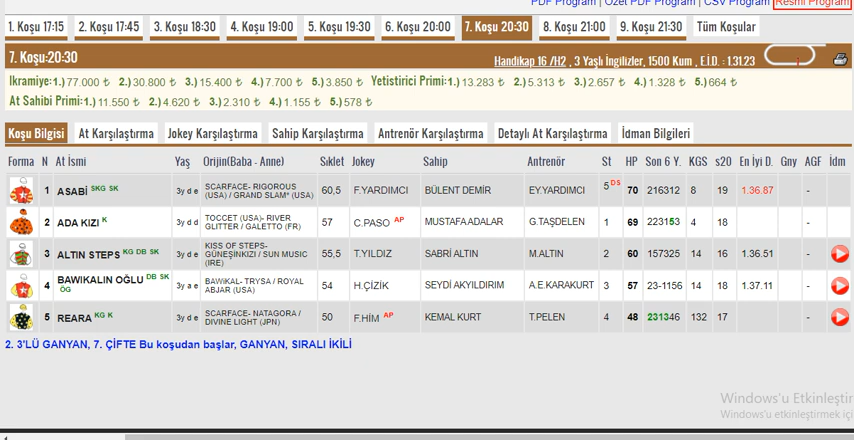 PDF Program | Özet PDF Program | CSV Program | Resmi Program
1. Koşu 17:15 2. Koşu 17:45 3. Koşu 18:30 4. Koşu 19:00 5. Koşu 19:30 6. Koşu 20:00 7. Koşu 20:30 8. Koşu 21:00 9. Koşu 21:30 Tüm Koşular
7. Koşu:20:30 Handikap 16 /H2 , 3 Yaşlı İngilizler, 1500 Kum , E.İ.D. : 1.31.23
Ikramiye:1.) 77.000 ₺ 2.) 30.800 ₺ 3.) 15.400 ₺ 4.) 7.700 ₺ 5.) 3.850 ₺ Yetistirici Primi:1.) 13.283 ₺ 2.) 5.313 ₺ 3.) 2.657 ₺ 4.) 1.328 ₺ 5.) 664 ₺
At Sahibi Primi:1.) 11.550 ₺ 2.) 4.620 ₺ 3.) 2.310 ₺ 4.) 1.155 ₺ 5.) 578 ₺
Koşu Bilgisi At Karşılaştırma Jokey Karşılaştırma Sahip Karşılaştırma Antrenör Karşılaştırma Detaylı At Karşılaştırma İdman Bilgileri
Forma N At İsmi Yaş Orijin(Baba - Anne) Sıklet Jokey Sahip Antrenör St HP Son 6 Y. KGS s20 En İyi D. Gny AGF İdm
1 ASABİ SKG SK 3y d e SCARFACE- RIGOROUS (USA) / GRAND SLAM* (USA) 60,5 F.YARDIMCI BÜLENT DEMİR EY.YARDIMCI 5 DS 70 216312 8 19 1.36.87 -
2 ADA KIZI K 3y d d TOCCET (USA)- RIVER GLITTER / GALETTO (FR) 57 C.PASO AP MUSTAFA ADALAR G.TAŞDELEN 1 69 223153 4 18 -
3 ALTIN STEPS KG DB SK 3y d e KISS OF STEPS- GÜNEŞİNKIZI / SUN MUSIC (IRE) 55,5 T.YILDIZ SABRİ ALTIN M.ALTIN 2 60 157325 14 16 1.36.51 -
4 BAWIKALIN OĞLU DB SK ÖG 3y a e BAWİKAL- TRYSA / ROYAL ABJAR (USA) 54 H.ÇİZİK SEYDİ AKYILDIRIM A.E.KARAKURT 3 57 23-1156 14 18 1.37.11 -
5 REARA KG K 3y d e SCARFACE- NATAGORA / DIVINE LIGHT (JPN) 50 F.HİM AP KEMAL KURT T.PELEN 4 48 231346 132 17 -
2. 3'LÜ GANYAN, 7. ÇİFTE Bu koşudan başlar, GANYAN, SIRALI İKİLİ
Windows'u Etkinleştir
Windows'u etkinleştirmek içi